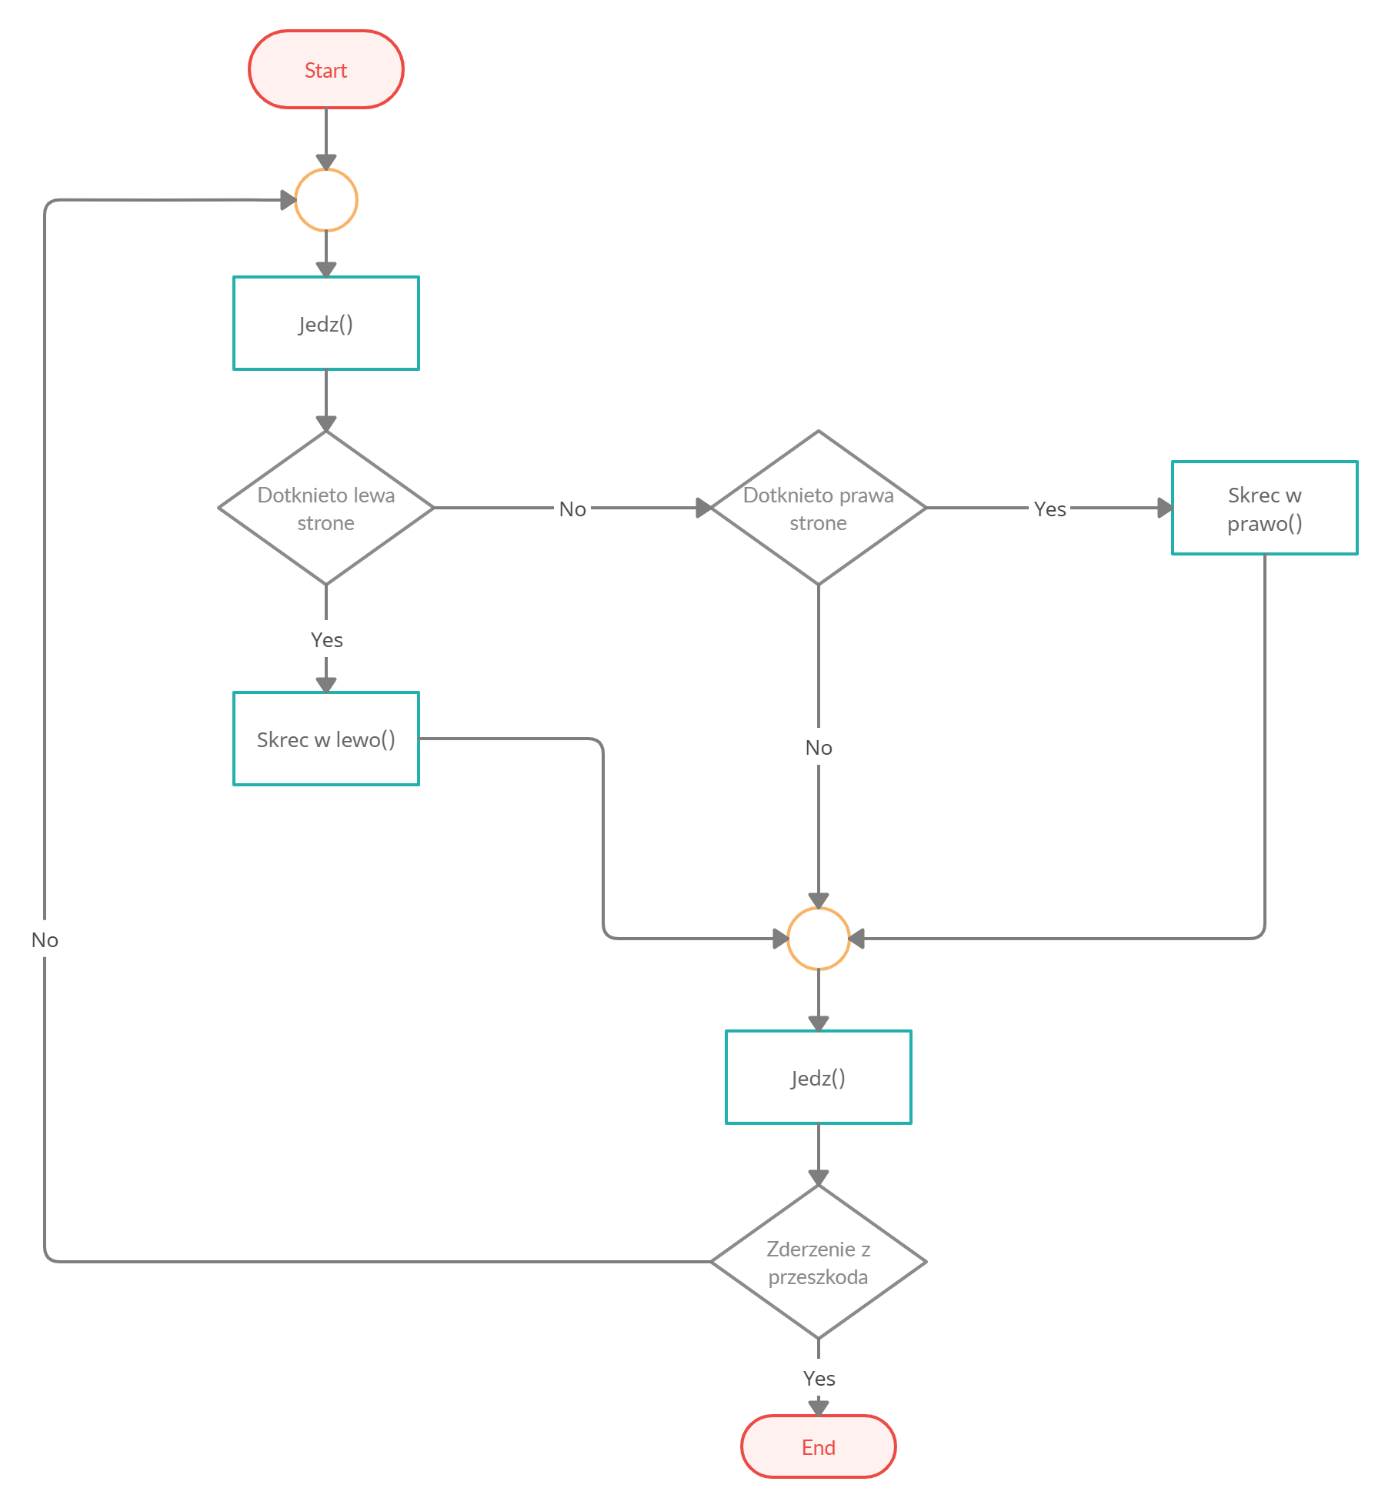 Start
Jedz()
Dotknieto lewa
strone
No
Dotknieto prawa
strone
Yes
Skrec w
prawo()
Yes
Skrec w lewo()
No
No
Jedz()
Zderzenie z
przeszkoda
Yes
End